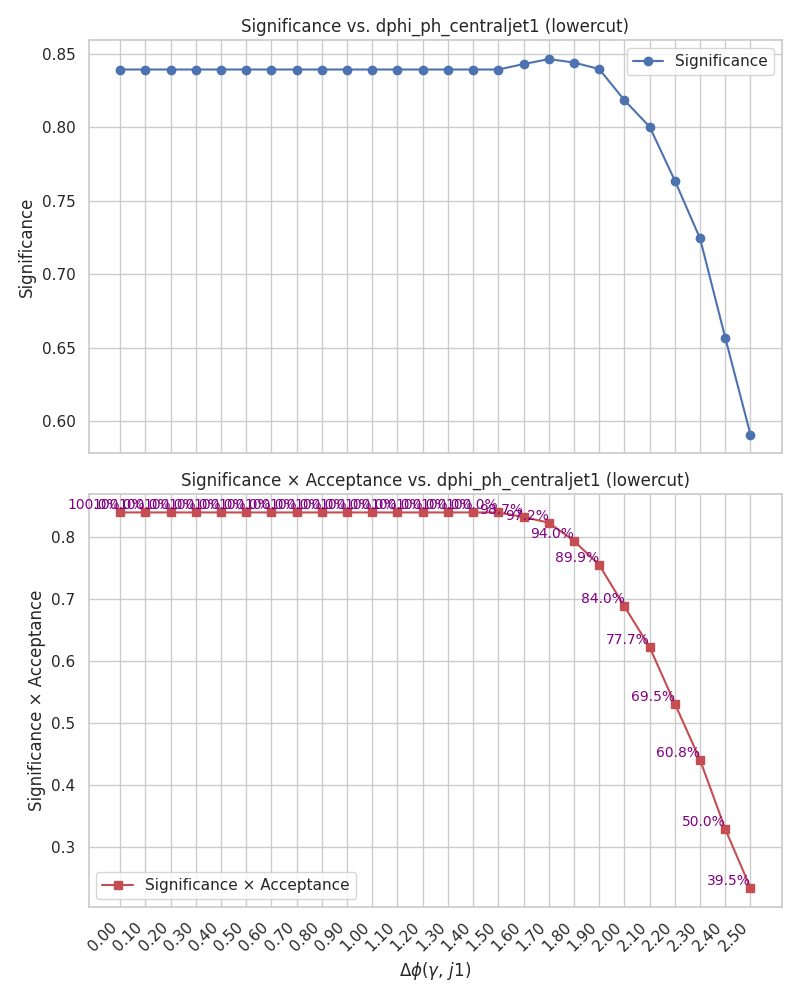 Significance vs. dphi_ph_centraljet1 (lowercut)
Significance
0.85
0.80
0.75
0.70
0.65
0.60
Significance
Significance × Acceptance vs. dphi_ph_centraljet1 (lowercut)
98.7%
97.2%
94.0%
89.9%
84.0%
77.7%
69.5%
60.8%
50.0%
39.5%
0.8
0.7
0.6
0.5
0.4
0.3
Significance × Acceptance
Significance × Acceptance
0.00 0.10 0.20 0.30 0.40 0.50 0.60 0.70 0.80 0.90 1.00 1.10 1.20 1.30 1.40 1.50 1.60 1.70 1.80 1.90 2.00 2.10 2.20 2.30 2.40 2.50
Δϕ(γ, j1)